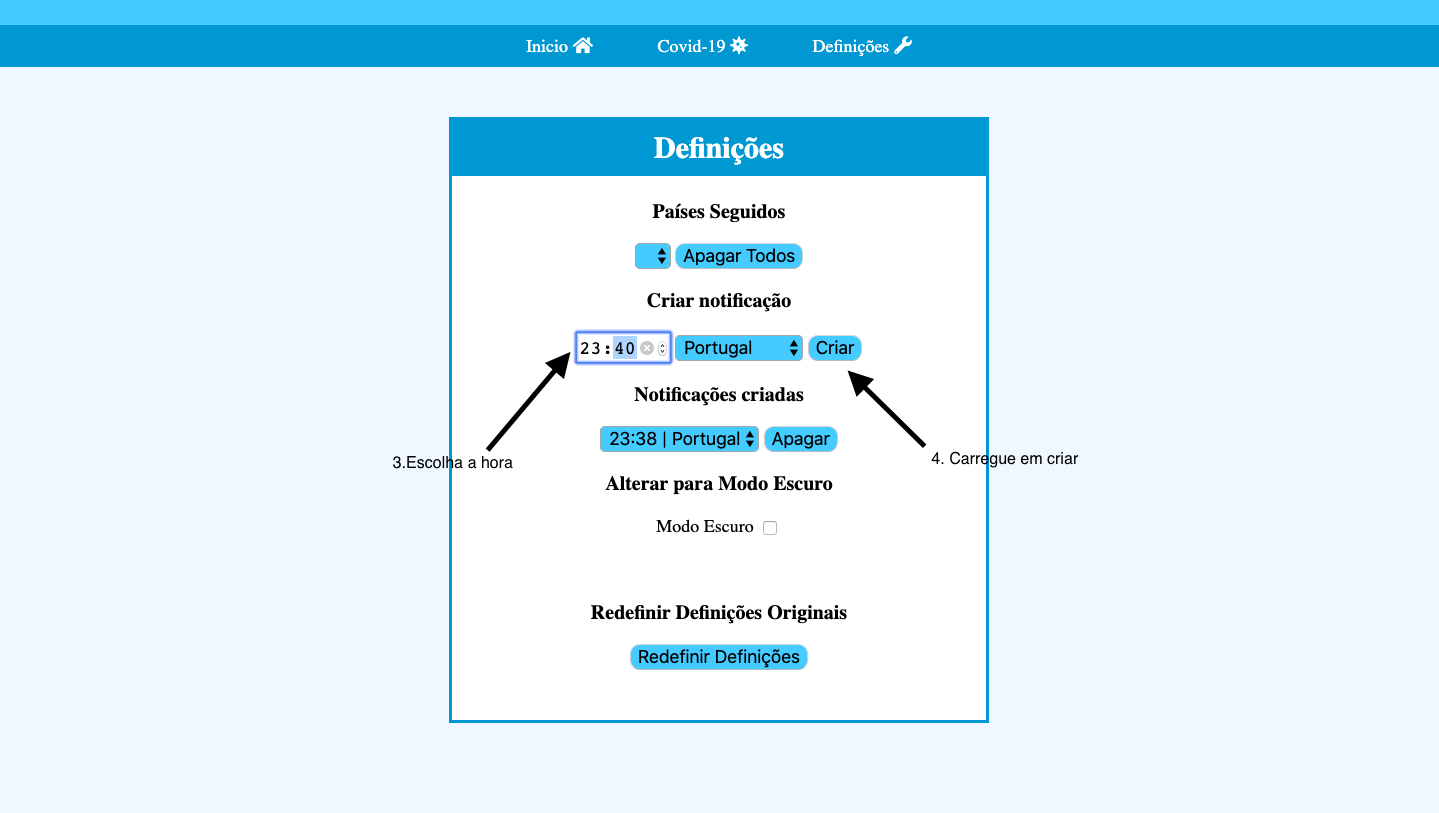 Inicio
Covid-19
Definições
Definições
Países Seguidos
Apagar Todos
Criar notificação
23:40
Portugal
Criar
Notificações criadas
23:38 | Portugal
Apagar
3.Escolha a hora
4. Carregue em criar
Alterar para Modo Escuro
Modo Escuro
Redefinir Definições Originais
Redefinir Definições